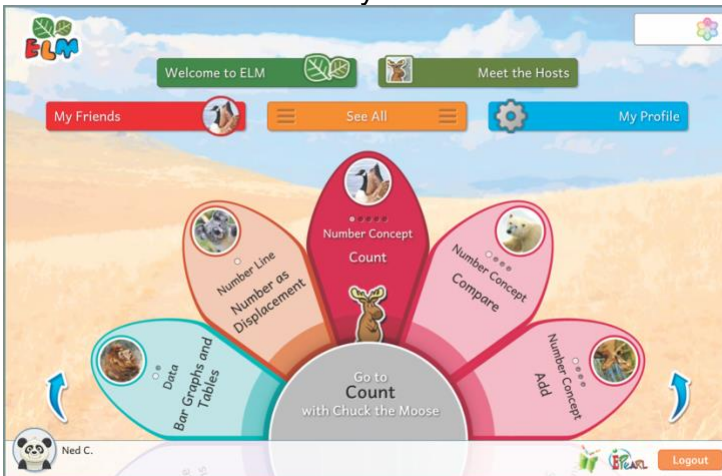 ELM
Welcome to ELM
Meet the Hosts
My Friends
See All
My Profile
Data
Bar Graphs and
Tables
Number Line
Number as
Displacement
Number Concept
Count
Number Concept
Compare
Number Concept
Add
Go to
Count
with Chuck the Moose
Ned C.
EPEARL
Logout